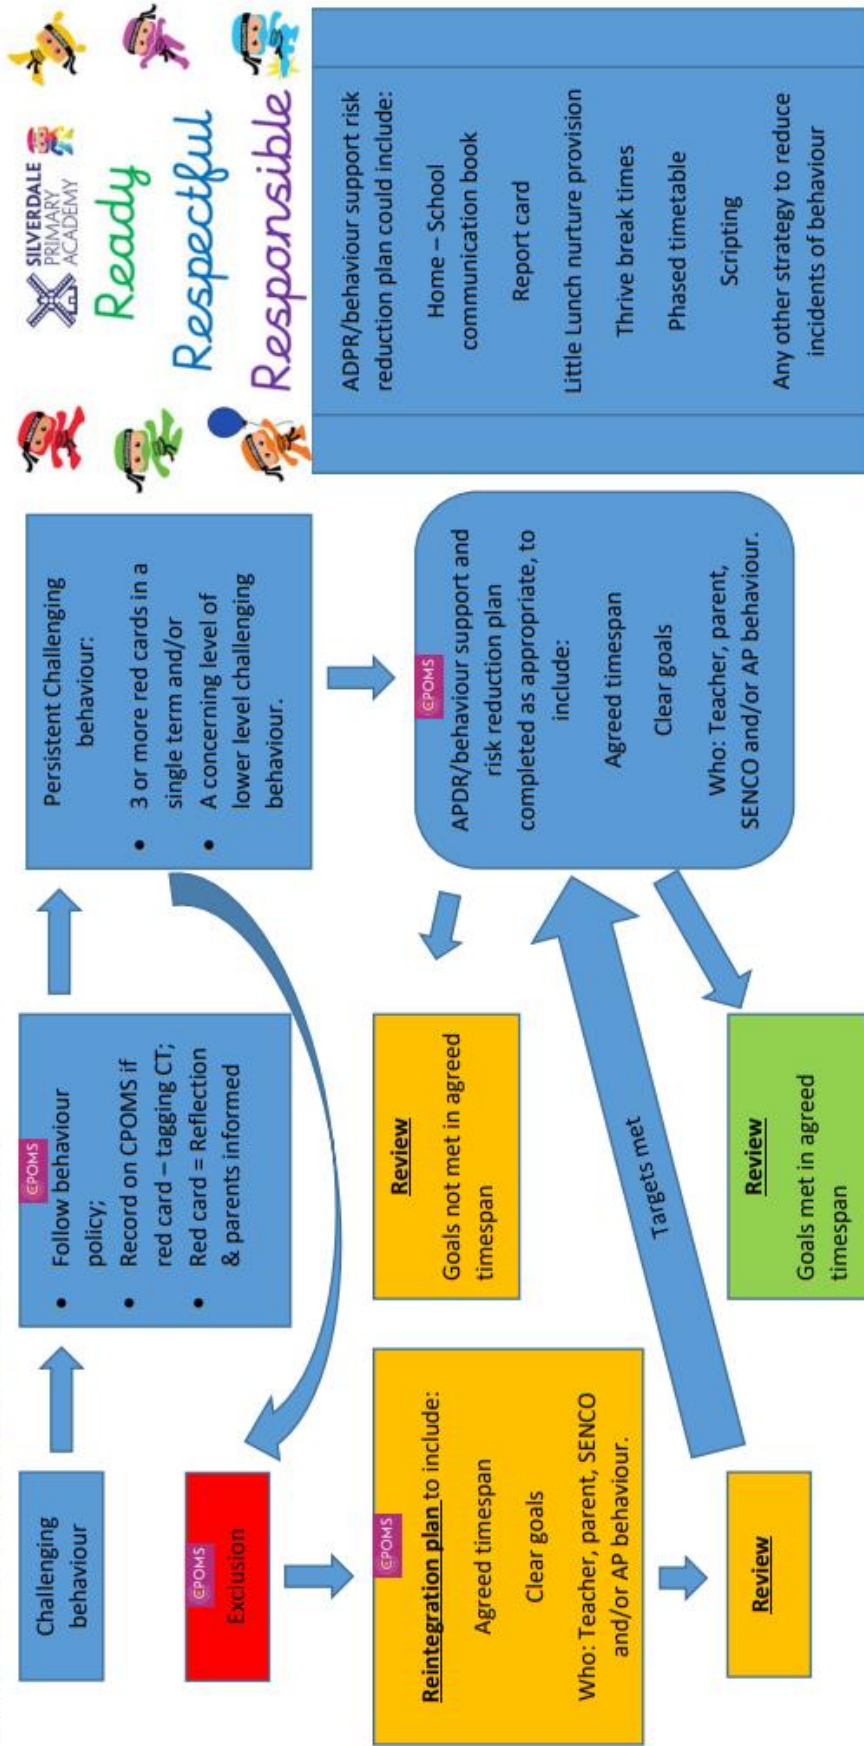 Challenging
behaviour
CPOMS
• Follow behaviour
policy;
• Record on CPOMS if
red card – tagging CT;
• Red card = Reflection
& parents informed
Persistent Challenging
behaviour:
• 3 or more red cards in a
single term and/or
• A concerning level of
lower level challenging
behaviour.
SILVERDALE
PRIMARY
ACADEMY
Ready
Respectful
Responsible
CPOMS
Exclusion
CPOMS
Reintegration plan to include:
Agreed timespan
Clear goals
Who: Teacher, parent, SENCO
and/or AP behaviour.
Review
Review
Goals not met in agreed
timespan
Targets met
Review
Goals met in agreed
timespan
CPOMS
APDR/behaviour support and
risk reduction plan
completed as appropriate, to
include:
Agreed timespan
Clear goals
Who: Teacher, parent,
SENCO and/or AP behaviour.
ADPR/behaviour support risk
reduction plan could include:
Home – School
communication book
Report card
Little Lunch nurture provision
Thrive break times
Phased timetable
Scripting
Any other strategy to reduce
incidents of behaviour